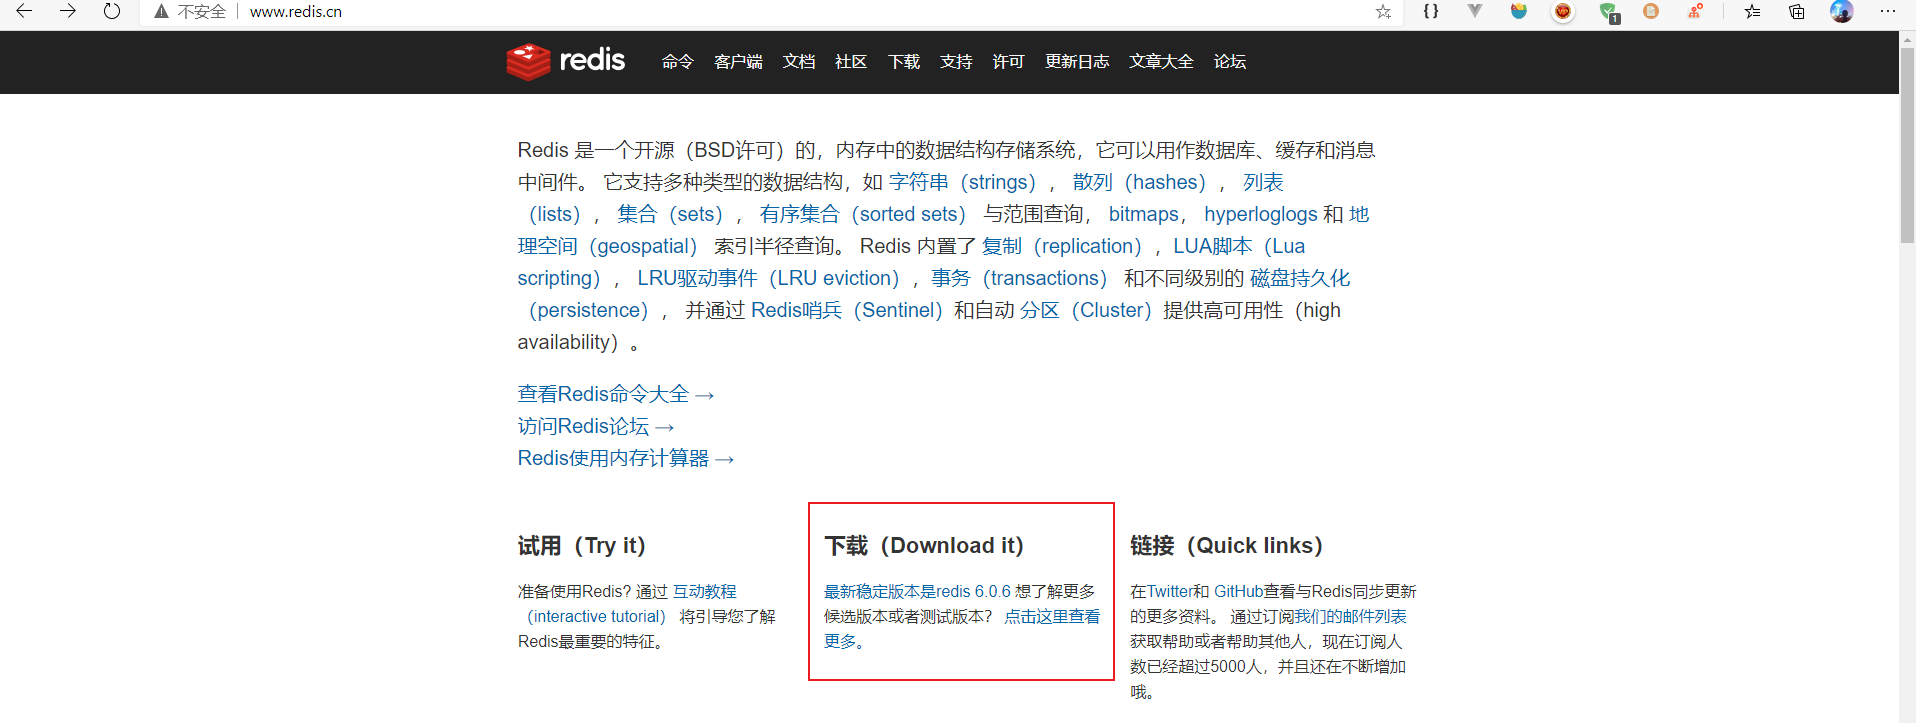 不安全 www.redis.cn
1
redis 命令 客户端 文档 社区 下载 支持 许可 更新日志 文章大全 论坛
Redis 是一个开源（BSD许可）的，内存中的数据结构存储系统，它可以用作数据库、缓存和消息
中间件。 它支持多种类型的数据结构，如 字符串（strings）， 散列（hashes）， 列表
（lists）， 集合（sets）， 有序集合（sorted sets） 与范围查询， bitmaps， hyperloglogs 和 地
理空间（geospatial） 索引半径查询。 Redis 内置了 复制（replication），LUA脚本（Lua
scripting）， LRU驱动事件（LRU eviction），事务（transactions） 和不同级别的 磁盘持久化
（persistence）， 并通过 Redis哨兵（Sentinel）和自动 分区（Cluster）提供高可用性（high
availability）。
查看Redis命令大全 →
访问Redis论坛 →
Redis使用内存计算器 →
试用（Try it）
准备使用Redis? 通过 互动教程
（interactive tutorial） 将引导您了解
Redis最重要的特征。
下载（Download it）
最新稳定版本是redis 6.0.6 想了解更多
候选版本或者测试版本？ 点击这里查看
更多。
链接（Quick links）
在Twitter和 GitHub查看与Redis同步更新
的更多资料。 通过订阅我们的邮件列表
获取帮助或者帮助其他人，现在订阅人
数已经超过5000人，并且还在不断增加
哦。